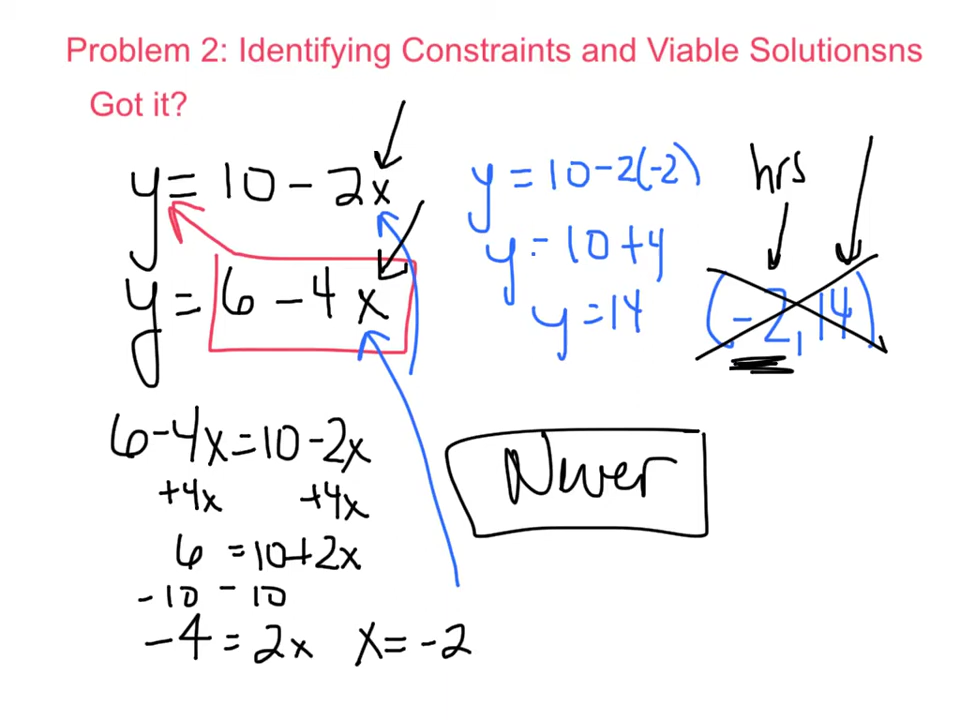 Problem 2: Identifying Constraints and Viable Solutionsns
Got it?
y = 10 - 2x
y = 6 - 4x
6 - 4x = 10 - 2x
+4x +4x
6 = 10 + 2x
-10 - 10
-4 = 2x x = -2
y = 10 - 2(-2)
y = 10 + 4
y = 14
hrs
(-2, 14)
Never